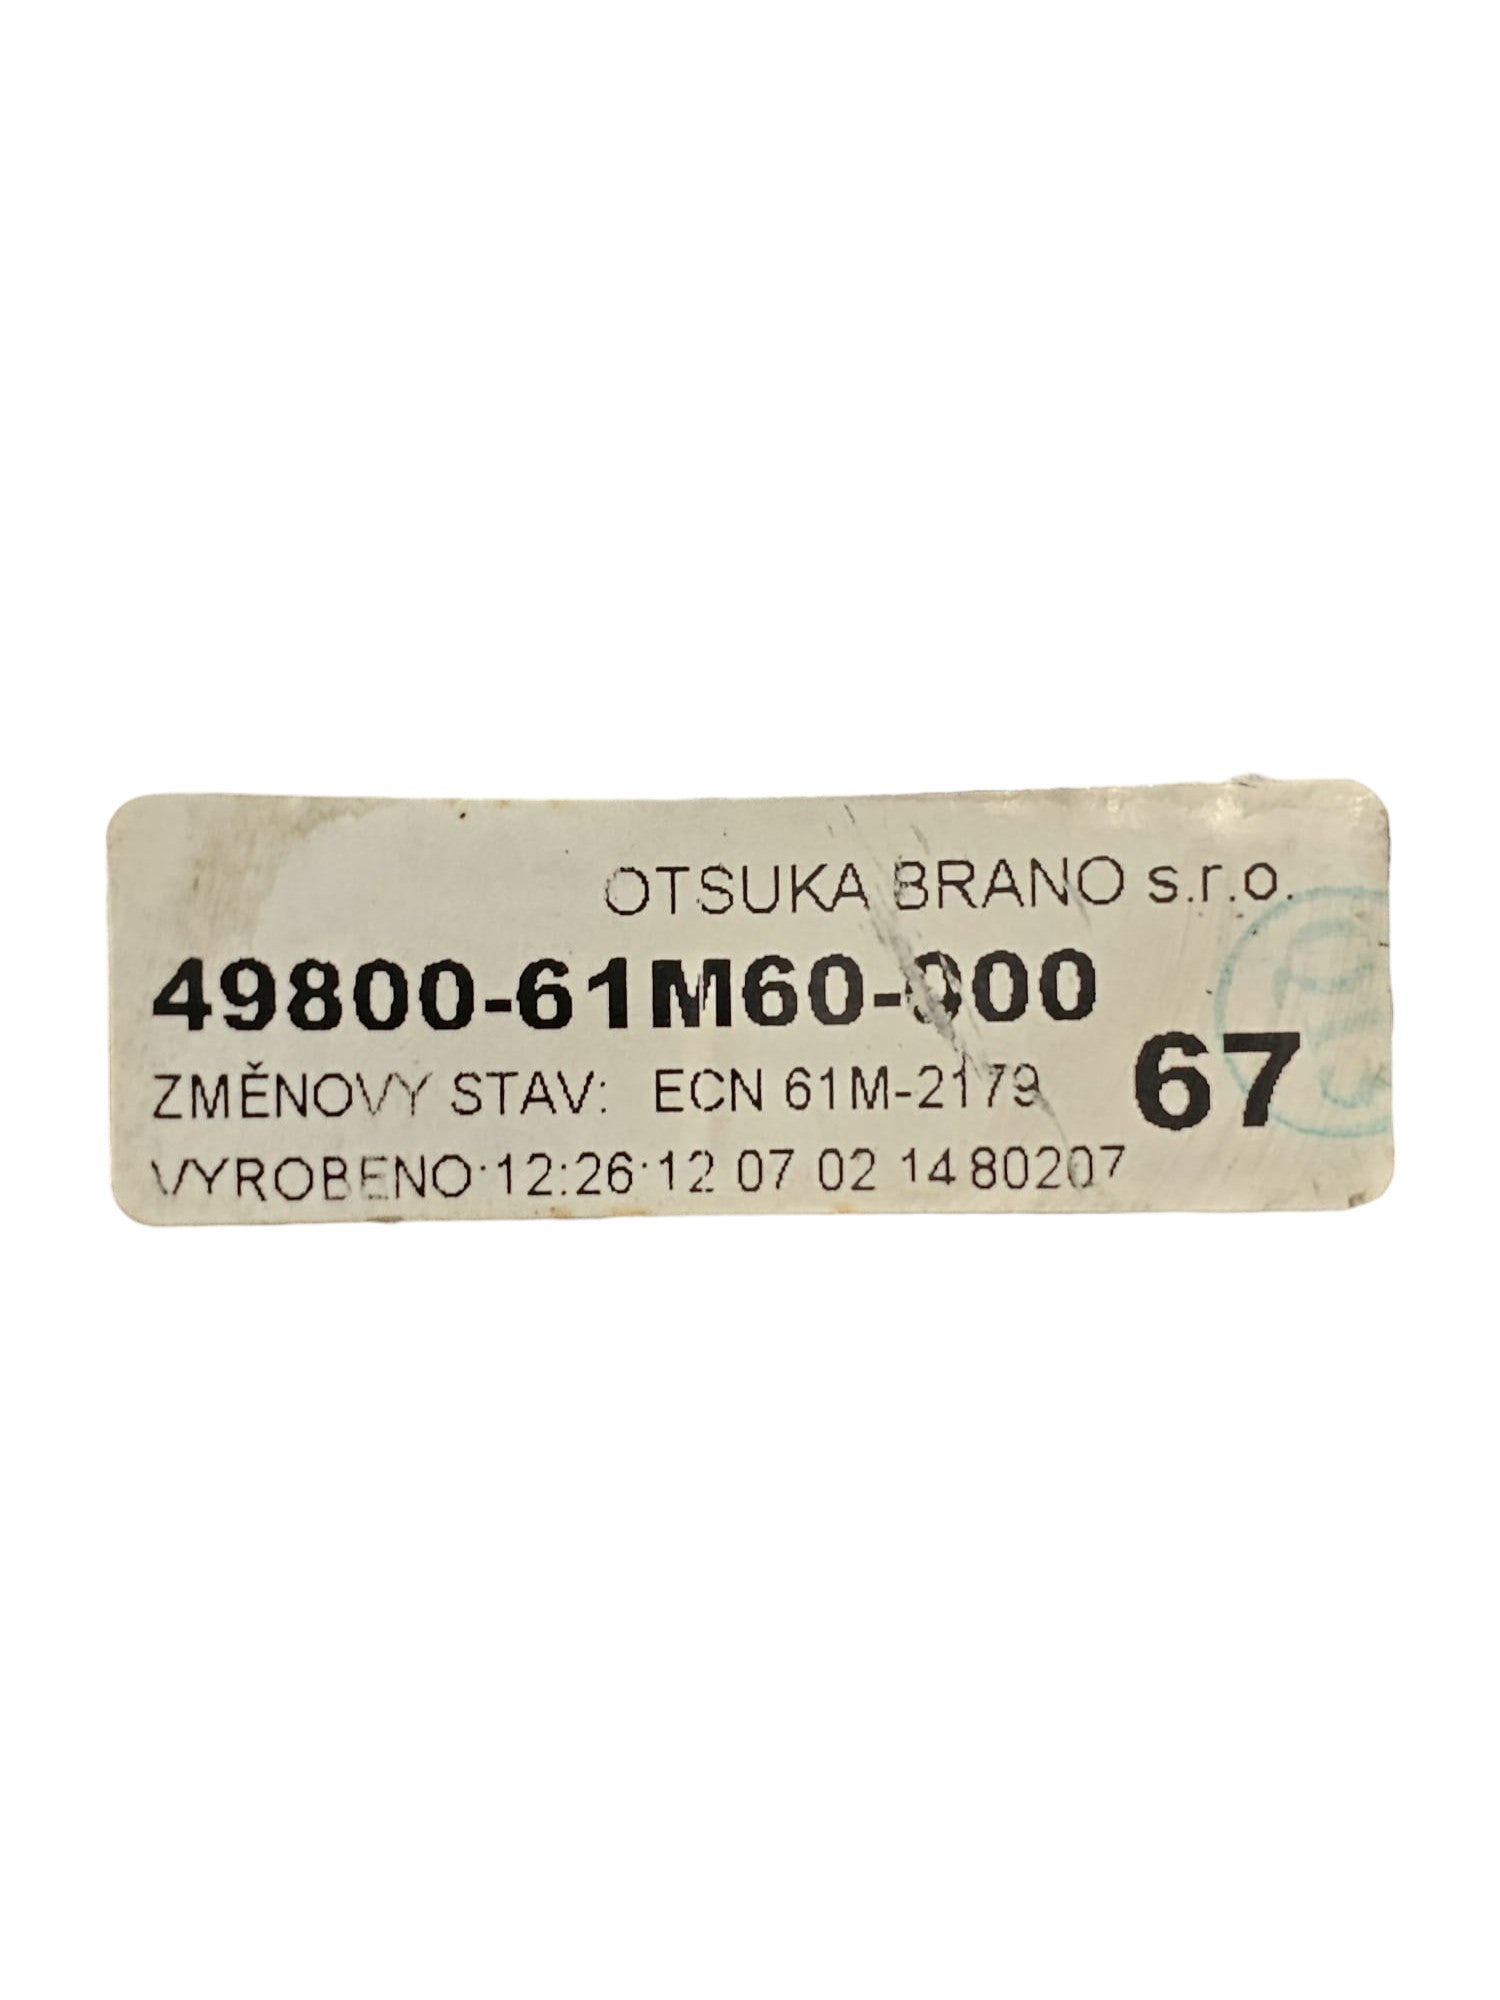 OTSUKA BRANO s.r.o.
49800-61M60-000
ZMĚNOVY STAV: ECN 61M-2179
67
VYROBENO:12:26:12 07 02 14 80207